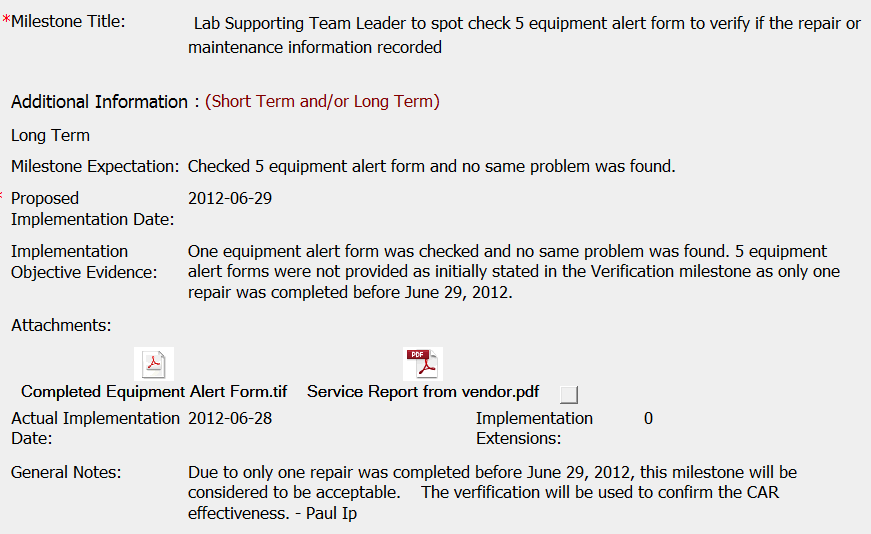 *Milestone Title: Lab Supporting Team Leader to spot check 5 equipment alert form to verify if the repair or
maintenance information recorded
Additional Information : (Short Term and/or Long Term)
Long Term
Milestone Expectation: Checked 5 equipment alert form and no same problem was found.
* Proposed
Implementation Date: 2012-06-29
Implementation
Objective Evidence: One equipment alert form was checked and no same problem was found. 5 equipment
alert forms were not provided as initially stated in the Verification milestone as only one
repair was completed before June 29, 2012.
Attachments:
PDF
Completed Equipment Alert Form.tif Service Report from vendor.pdf
Actual Implementation
Date: 2012-06-28
Implementation
Extensions: 0
General Notes: Due to only one repair was completed before June 29, 2012, this milestone will be
considered to be acceptable. The verfification will be used to confirm the CAR
effectiveness. - Paul Ip